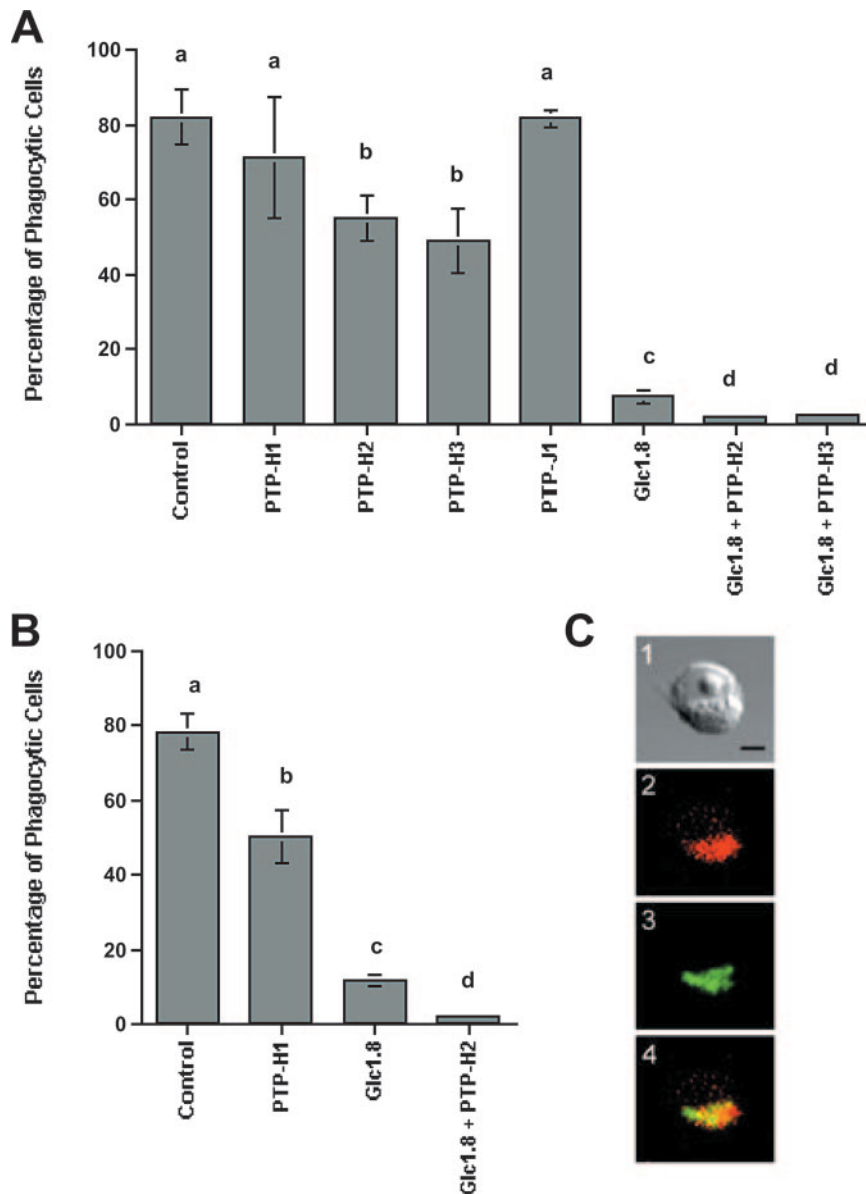 A
Percentage of Phagocytic Cells
100
80
60
40
20
0
a
a
b
b
a
c
d
d
Control
PTP-H1
PTP-H2
PTP-H3
PTP-J1
Glc1.8
Glc1.8 + PTP-H2
Glc1.8 + PTP-H3
B
Percentage of Phagocytic Cells
100
80
60
40
20
0
a
b
c
d
Control
PTP-H1
Glc1.8
Glc1.8 + PTP-H2
C
1
2
3
4